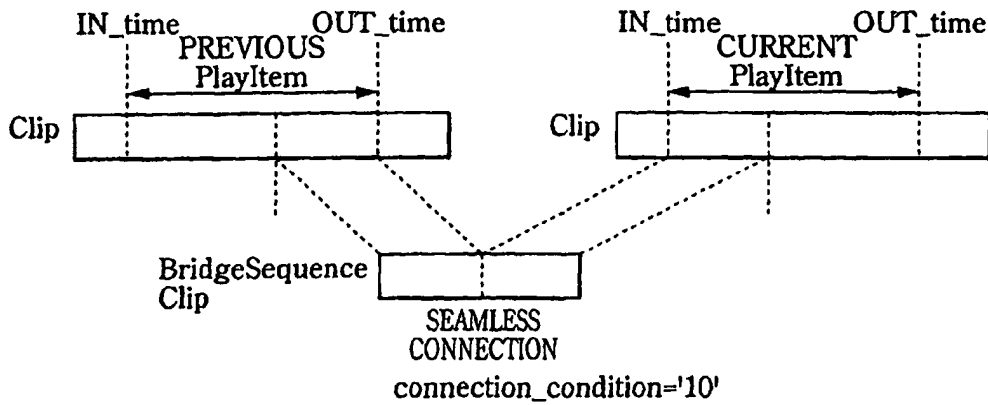 IN_time OUT_time IN_time OUT_time
PREVIOUS CURRENT
PlayItem PlayItem
Clip Clip
BridgeSequence
Clip
SEAMLESS
CONNECTION
connection_condition='10'